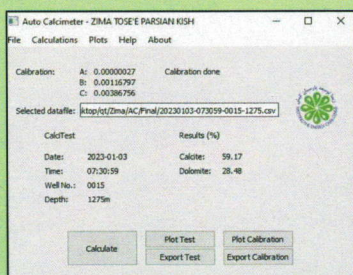 Auto Calcimeter - ZIMA TOSE'E PARSIAN KISH
File Calculations Plots Help About
Calibration: A: 0.00000027 Calibration done
B: 0.00116797
C: 0.00386756
Selected datafile: ktop/qt/Zima/AC/Final/20230103-073059-0015-1275.csv
CalciTest Results (%)
Date: 2023-01-03 Calcite: 59.17
Time: 07:30:59 Dolomite: 28.48
Well No.: 0015
Depth: 1275m
Calculate Plot Test Plot Calibration
Export Test Export Calibration